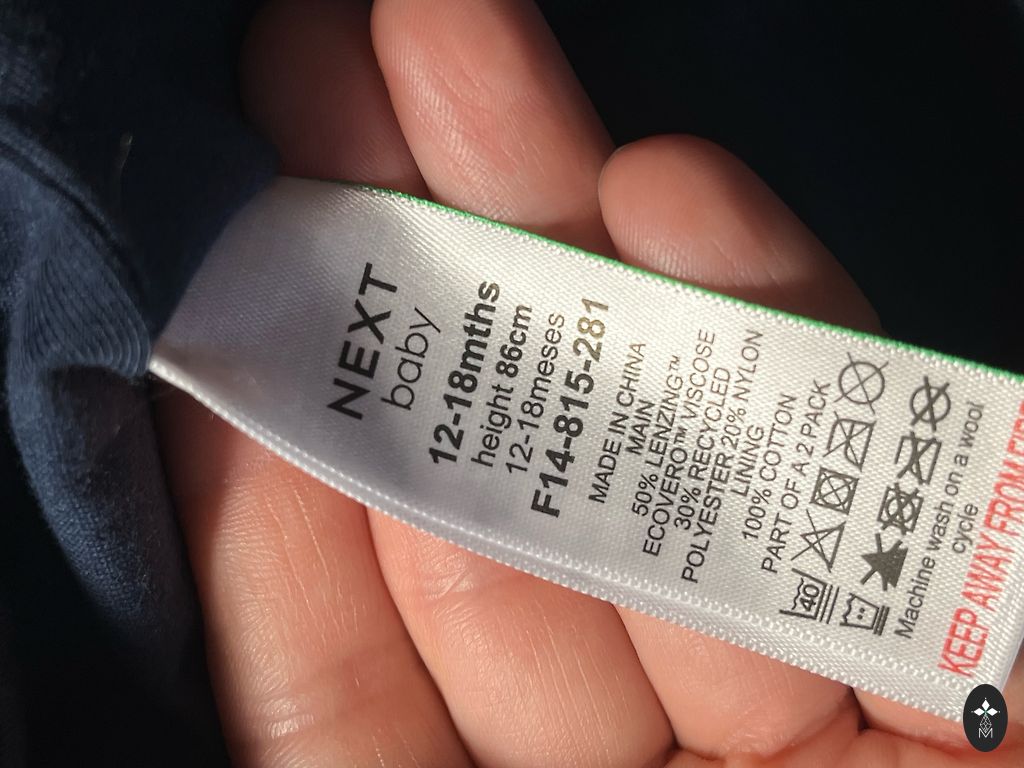 NEXT
baby
12-18mths
height 86cm
12-18meses
F14-815-281
MADE IN CHINA
MAIN
50% LENZING™
ECOVERO™ VISCOSE
30% RECYCLED
POLYESTER 20% NYLON
LINING
100% COTTON
PART OF A 2 PACK
40
Machine wash on a wool
cycle
KEEP AWAY FROM FIRE
M